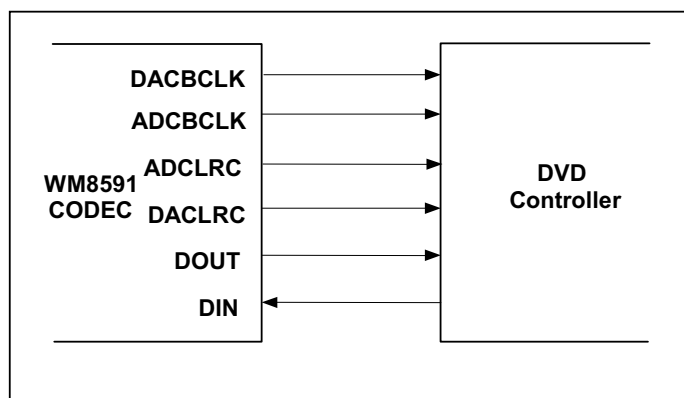 DACBCLK
ADCBCLK
ADCLRC
WM8591
CODEC
DACLRC
DOUT
DIN
DVD
Controller